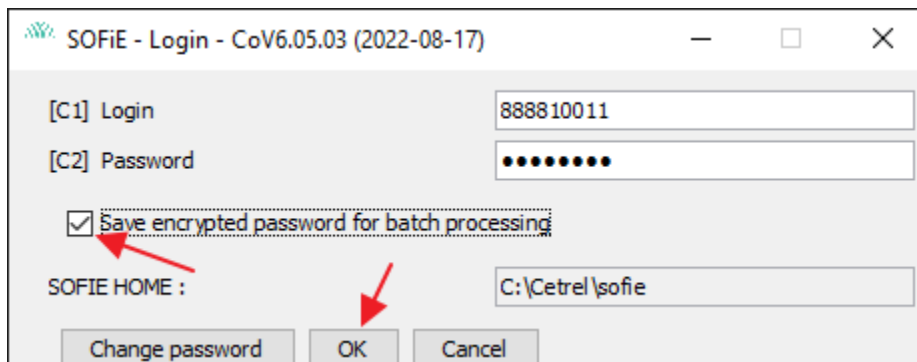 SOFiE - Login - CoV6.05.03 (2022-08-17)
[C1] Login 888810011
[C2] Password ●●●●●●●●
Save encrypted password for batch processing
SOFIE HOME : C:\Cetrel\sofie
Change password OK Cancel